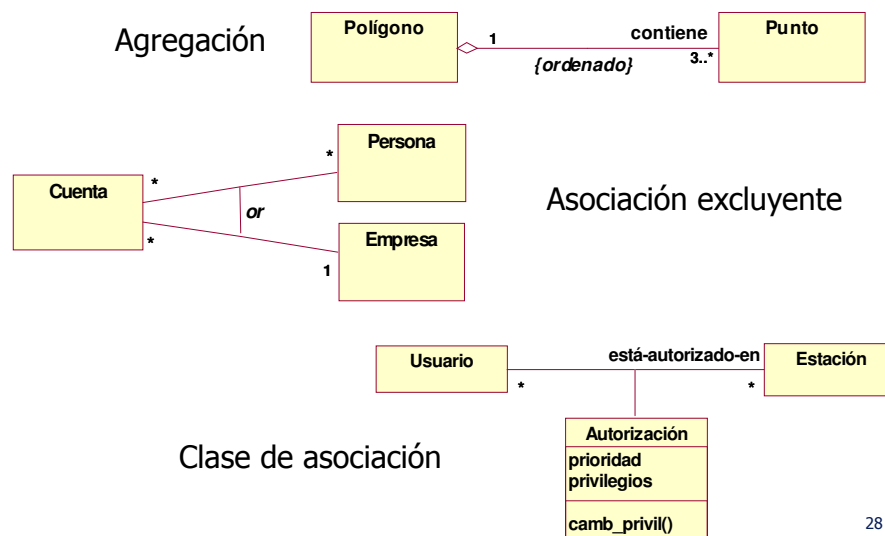 Agregación
Polígono
1
{ordenado}
contiene
3..*
Punto
Cuenta
*
*
or
*
Persona
Empresa
1
Asociación excluyente
Usuario
*
está-autorizado-en
*
Estación
Clase de asociación
Autorización
prioridad
privilegios
camb_privil()
28